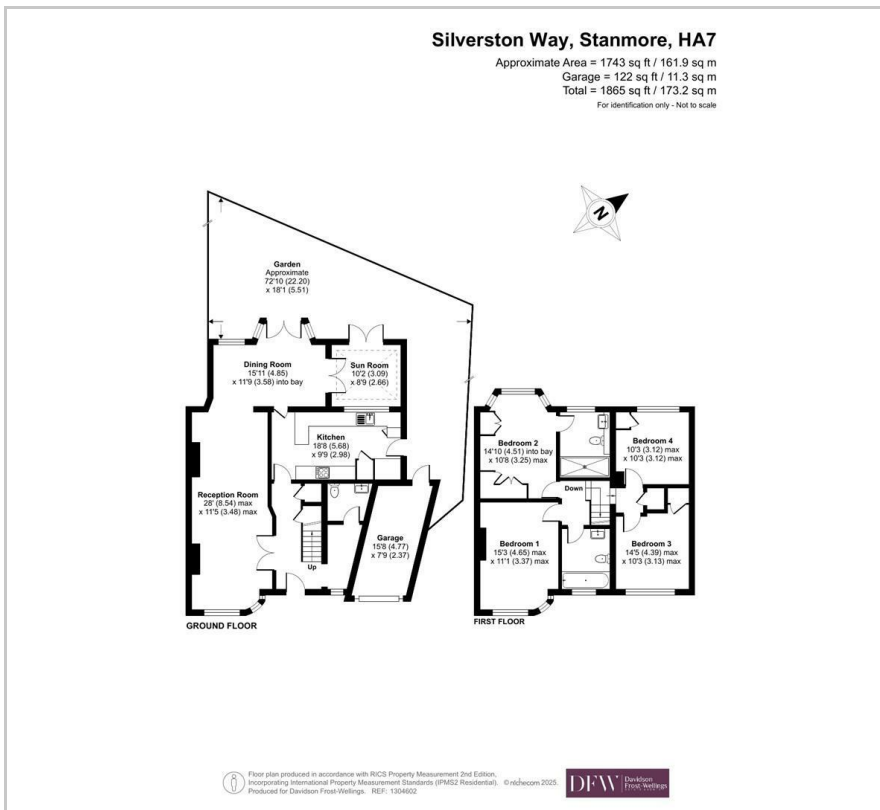 Silverston Way, Stanmore, HA7
Approximate Area = 1743 sq ft / 161.9 sq m
Garage = 122 sq ft / 11.3 sq m
Total = 1865 sq ft / 173.2 sq m
For identification only - Not to scale
N
Garden
Approximate
72'10 (22.20)
x 18'1 (5.51)
Dining Room
15'11 (4.85)
x 11'9 (3.58) into bay
Sun Room
10'2 (3.09)
x 8'9 (2.66)
Kitchen
18'8 (5.68)
x 9'9 (2.98)
Reception Room
28' (8.54) max
x 11'5 (3.48) max
Garage
15'8 (4.77)
x 7'9 (2.37)
Up
GROUND FLOOR
Bedroom 2
14'10 (4.51) into bay
x 10'8 (3.25) max
Bedroom 4
10'3 (3.12) max
x 10'3 (3.12) max
Down
Bedroom 1
15'3 (4.65) max
x 11'1 (3.37) max
Bedroom 3
14'5 (4.39) max
x 10'3 (3.13) max
FIRST FLOOR
Floor plan produced in accordance with RICS Property Measurement 2nd Edition,
Incorporating International Property Measurement Standards (IPMS2 Residential). © nichecom 2025.
Produced for Davidson Frost-Wellings. REF: 1304602
DFW
Davidson
Frost-Wellings